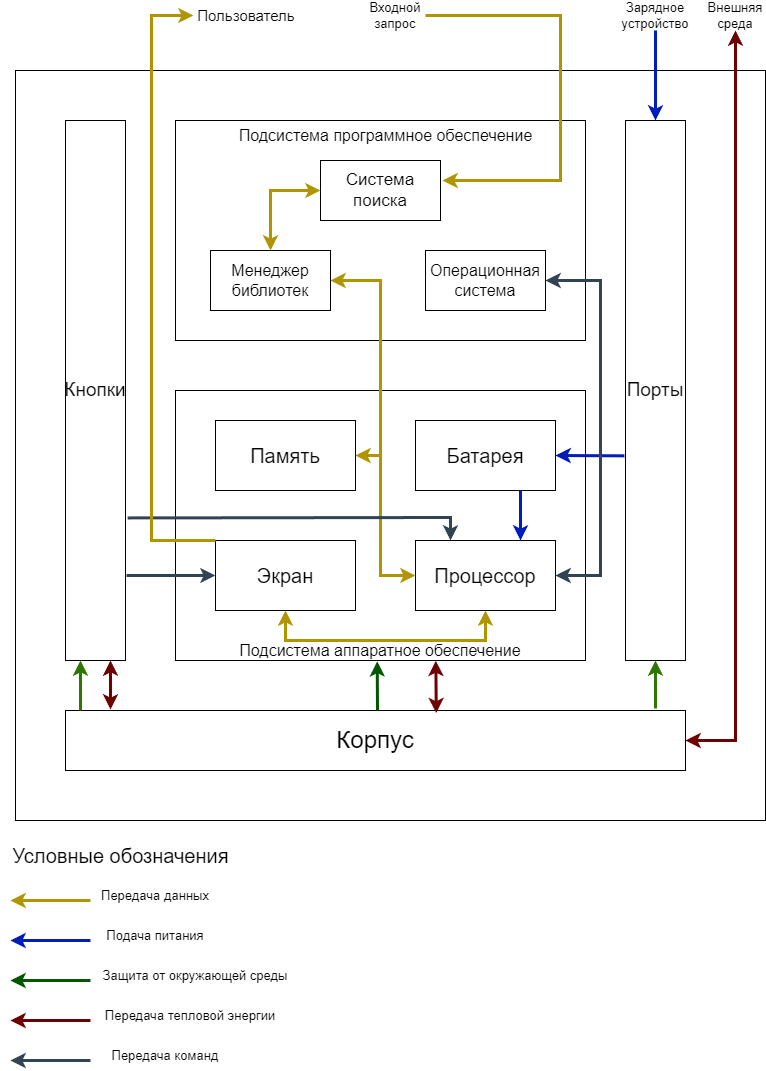 Пользователь
Входной
запрос
Зарядное
устройство
Внешняя
среда
Подсистема программное обеспечение
Система
поиска
Менеджер
библиотек
Операционная
система
Кнопки
Порты
Память
Батарея
Экран
Процессор
Подсистема аппаратное обеспечение
Корпус
Условные обозначения
Передача данных
Подача питания
Защита от окружающей среды
Передача тепловой энергии
Передача команд